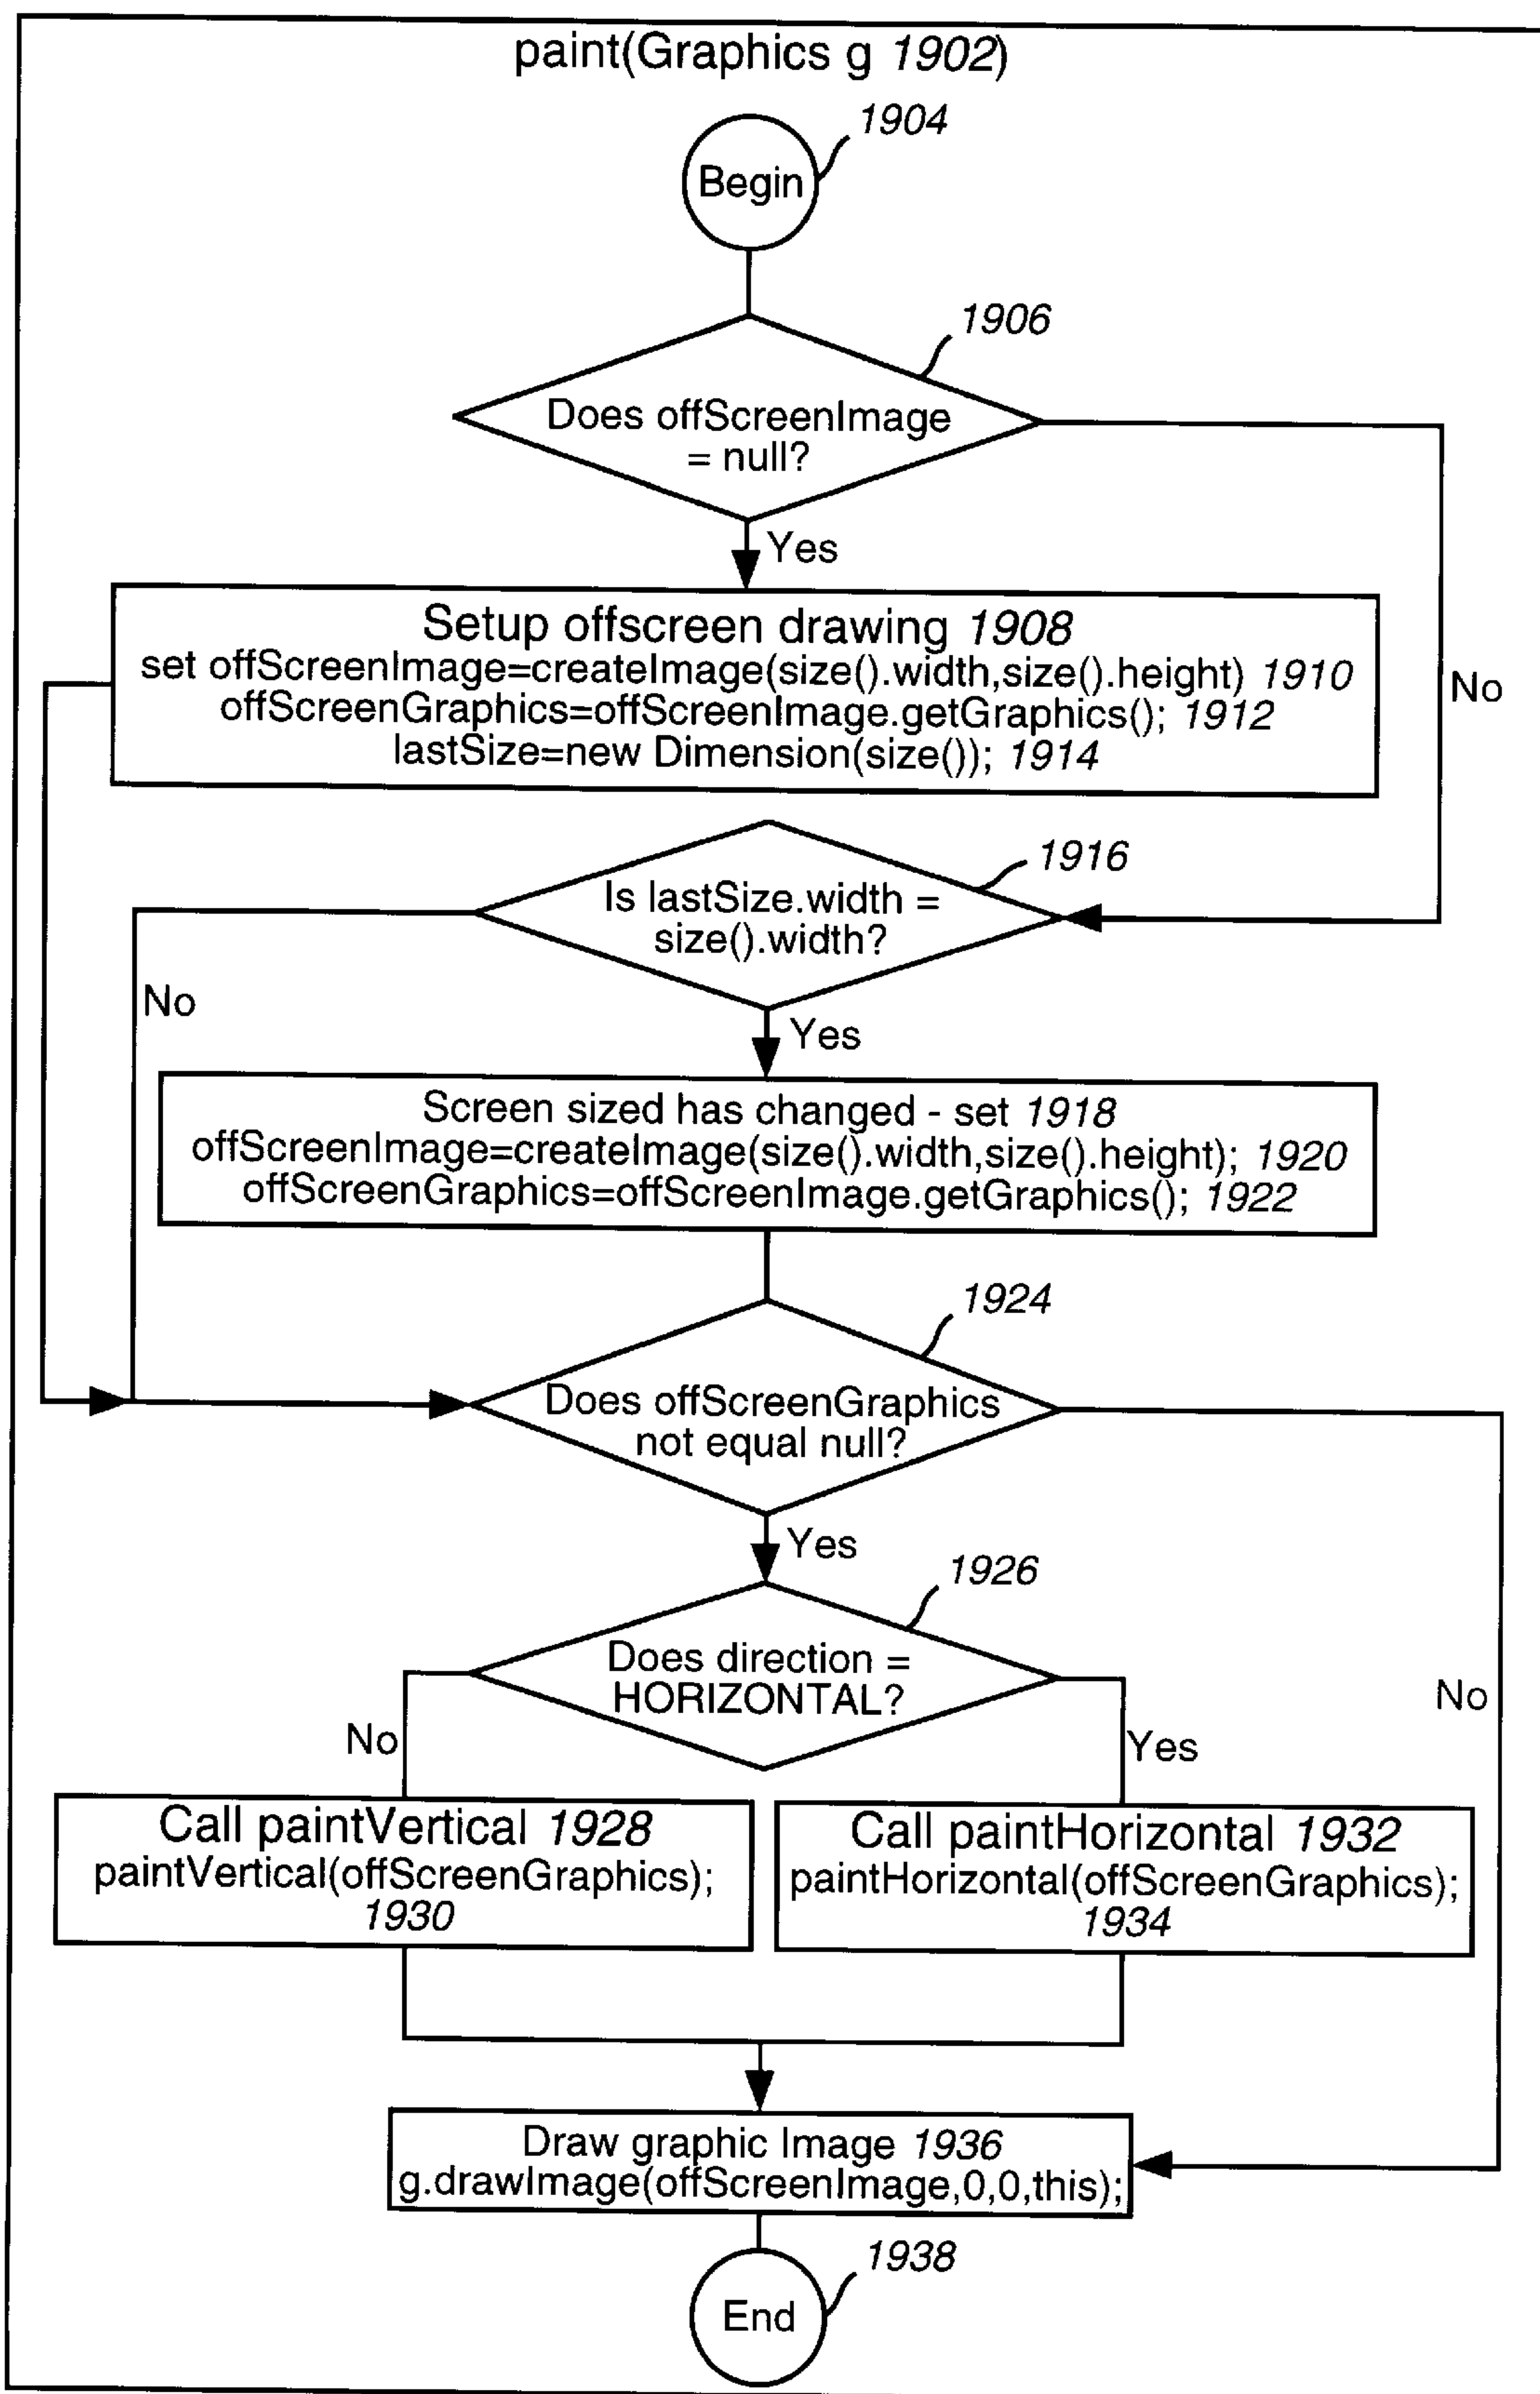 paint(Graphics g 1902)
1904
Begin
1906
Does offScreenImage
= null?
Yes
Setup offscreen drawing 1908
set offScreenImage=createImage(size().width,size().height) 1910
offScreenGraphics=offScreenImage.getGraphics(); 1912
lastSize=new Dimension(size()); 1914
No
1916
Is lastSize.width =
size().width?
No
Yes
Screen sized has changed - set 1918
offScreenImage=createImage(size().width,size().height); 1920
offScreenGraphics=offScreenImage.getGraphics(); 1922
1924
Does offScreenGraphics
not equal null?
Yes
1926
Does direction =
HORIZONTAL?
No
No
Yes
Call paintVertical 1928
paintVertical(offScreenGraphics);
1930
Call paintHorizontal 1932
paintHorizontal(offScreenGraphics);
1934
Draw graphic Image 1936
g.drawImage(offScreenImage,0,0,this);
1938
End